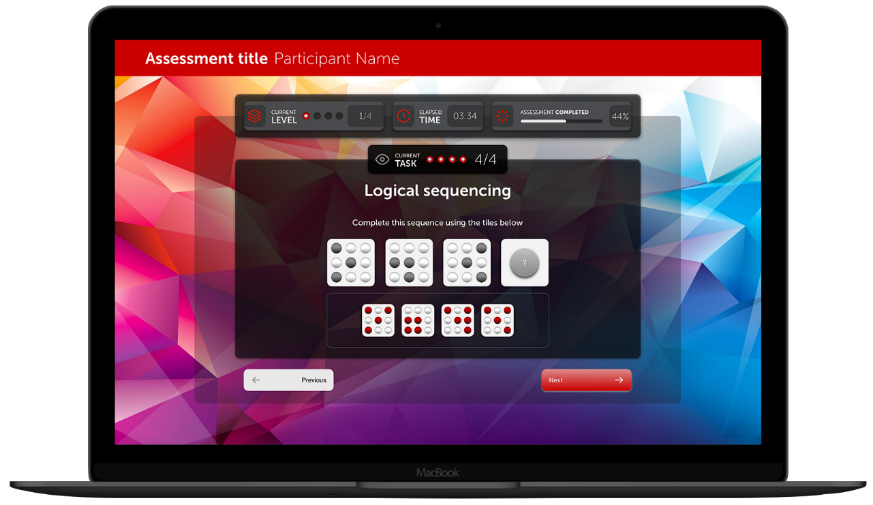 Assessment title Participant Name
CURRENT
LEVEL
1/4
ELAPSED
TIME
03:34
ASSESSMENT COMPLETED
44%
CURRENT
TASK
4/4
Logical sequencing
Complete this sequence using the tiles below
?
Previous
Next
MacBook